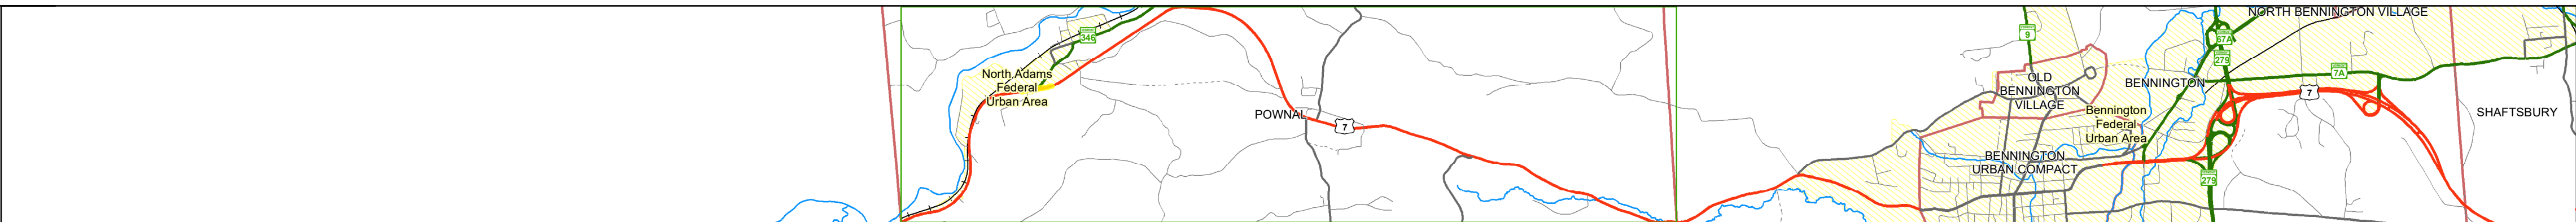 346
North Adams
Federal
Urban Area
POWNAL
7
9
OLD
BENNINGTON
VILLAGE
BENNINGTON
URBAN COMPACT
BENNINGTON
Bennington
Federal
Urban Area
NORTH BENNINGTON VILLAGE
67A
279
7A
7
279
SHAFTSBURY